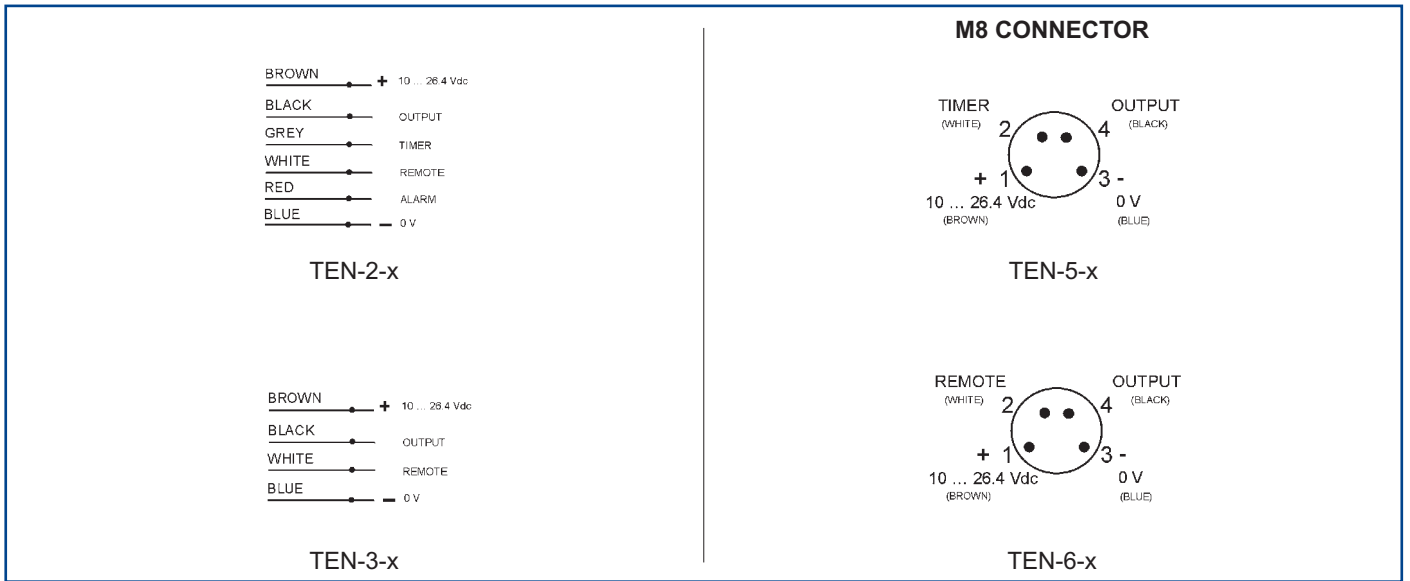 BROWN + 10 ... 26.4 Vdc
BLACK OUTPUT
GREY TIMER
WHITE REMOTE
RED ALARM
BLUE - 0 V
TEN-2-x
BROWN + 10 ... 26.4 Vdc
BLACK OUTPUT
WHITE REMOTE
BLUE - 0 V
TEN-3-x
M8 CONNECTOR
TIMER OUTPUT
(WHITE) 2 4 (BLACK)
+ 1 3 -
10 ... 26.4 Vdc 0 V
(BROWN) (BLUE)
TEN-5-x
REMOTE OUTPUT
(WHITE) 2 4 (BLACK)
+ 1 3 -
10 ... 26.4 Vdc 0 V
(BROWN) (BLUE)
TEN-6-x